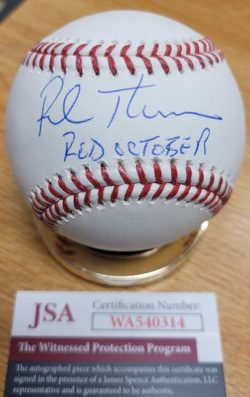 RED OCTOBER
JSA
Certification Number:
WA540314
The Witnessed Protection Program
The autographed piece which accompanies this certificate was
signed in the presence of a James Spence Authentication, LLC
representative and is guaranteed to be authentic.